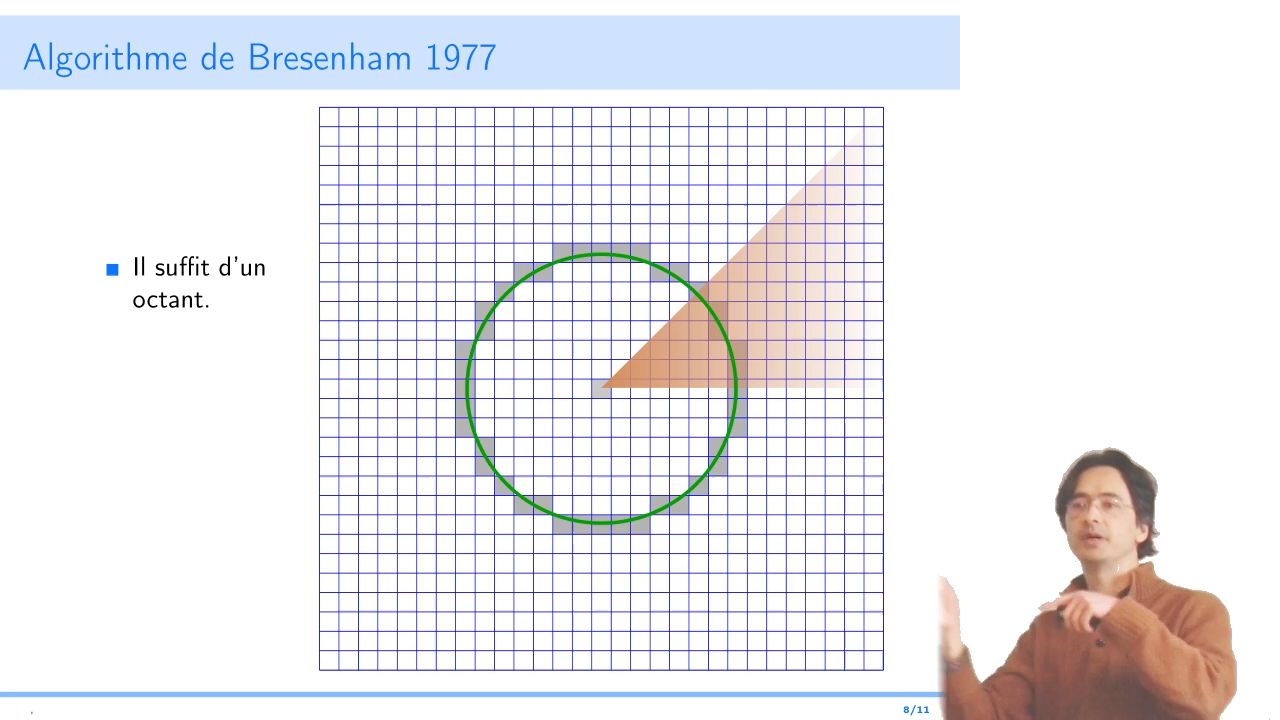 Algorithme de Bresenham 1977
Il suffit d'un
octant.
,
8/11